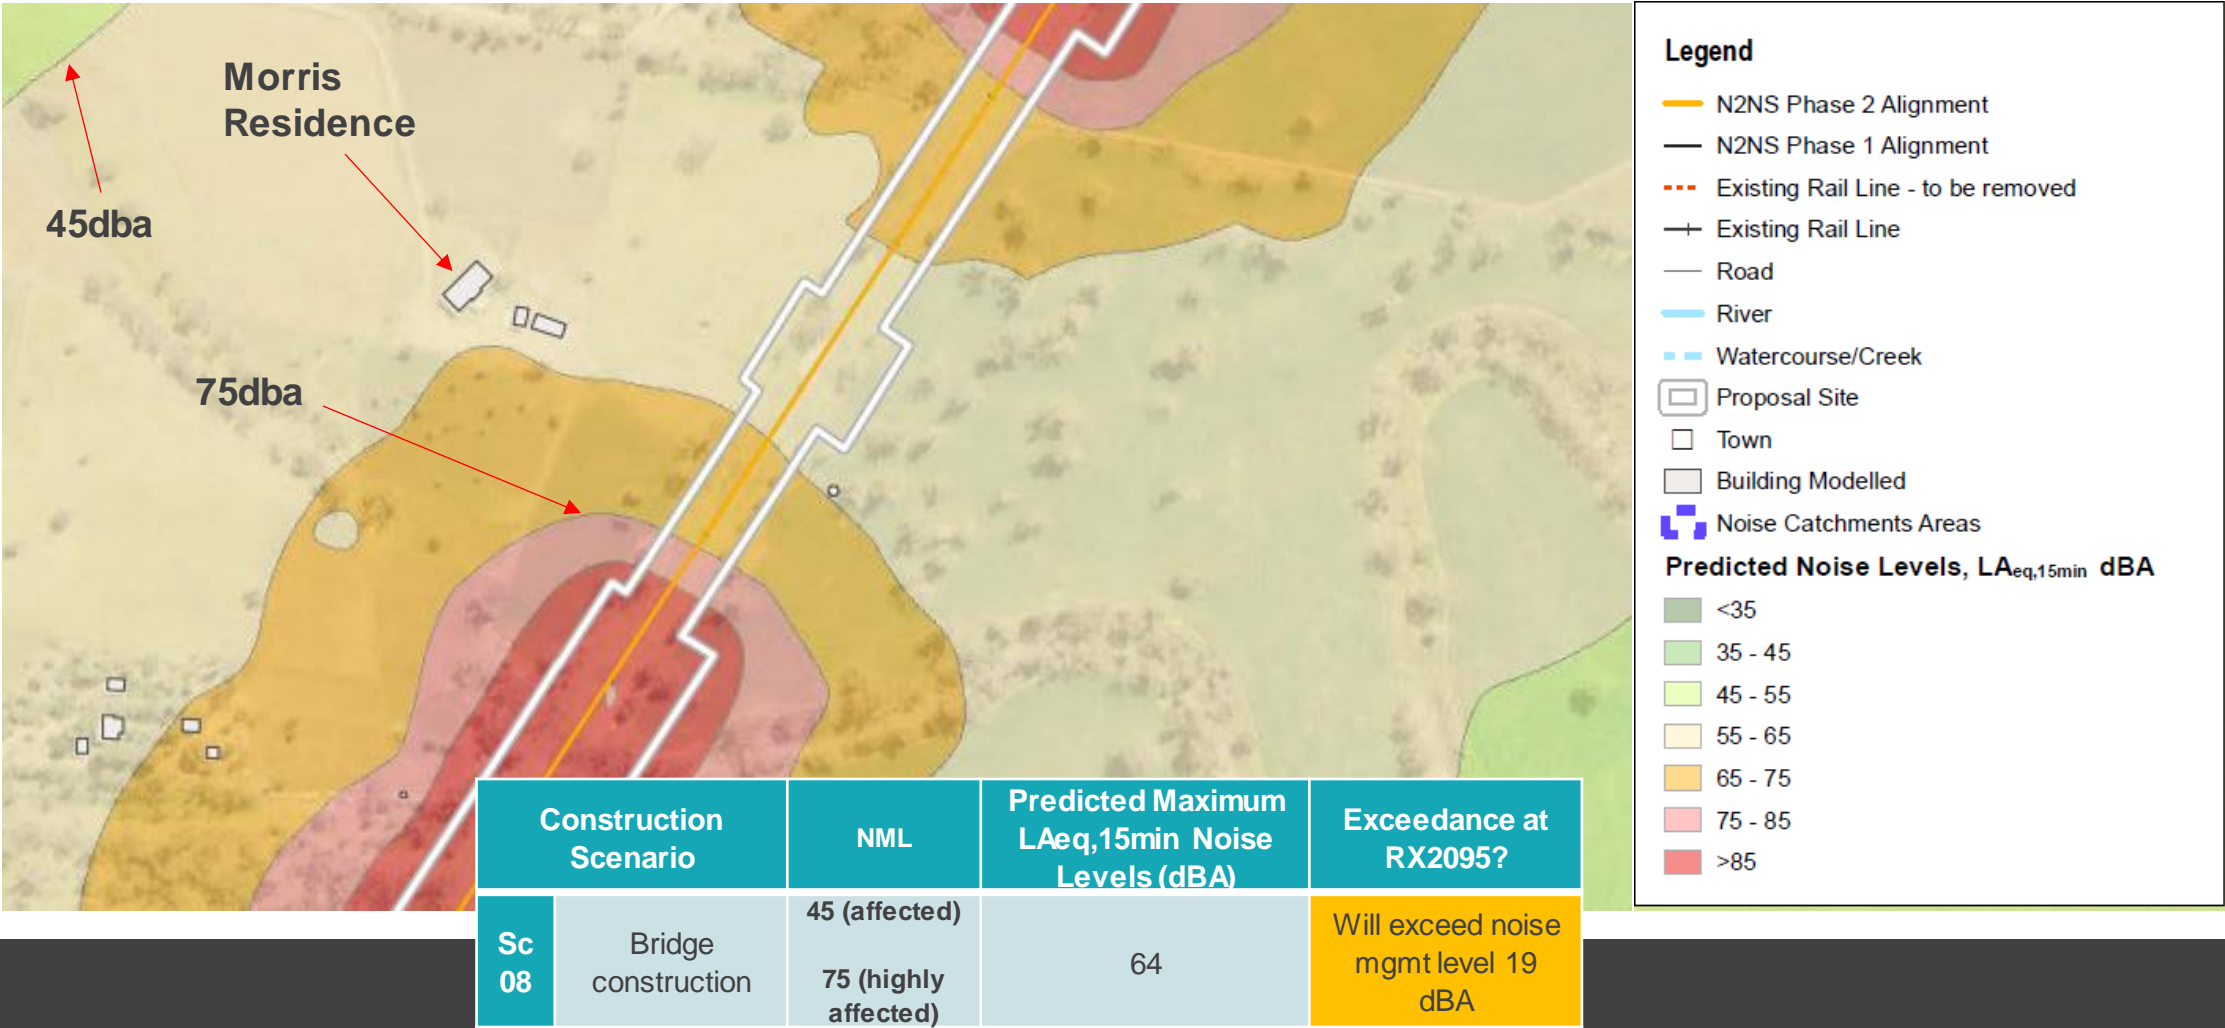 Morris
Residence
45dba
75dba
Legend
N2NS Phase 2 Alignment
N2NS Phase 1 Alignment
Existing Rail Line - to be removed
Existing Rail Line
Road
River
Watercourse/Creek
Proposal Site
Town
Building Modelled
Noise Catchments Areas
Predicted Noise Levels, LAeq,15min dBA
<35
35 - 45
45 - 55
55 - 65
65 - 75
75 - 85
>85
Construction
Scenario
NML
Predicted Maximum
LAeq,15min Noise
Levels (dBA)
Exceedance at
RX2095?
Sc
08
Bridge
construction
45 (affected)
75 (highly
affected)
64
Will exceed noise
mgmt level 19
dBA